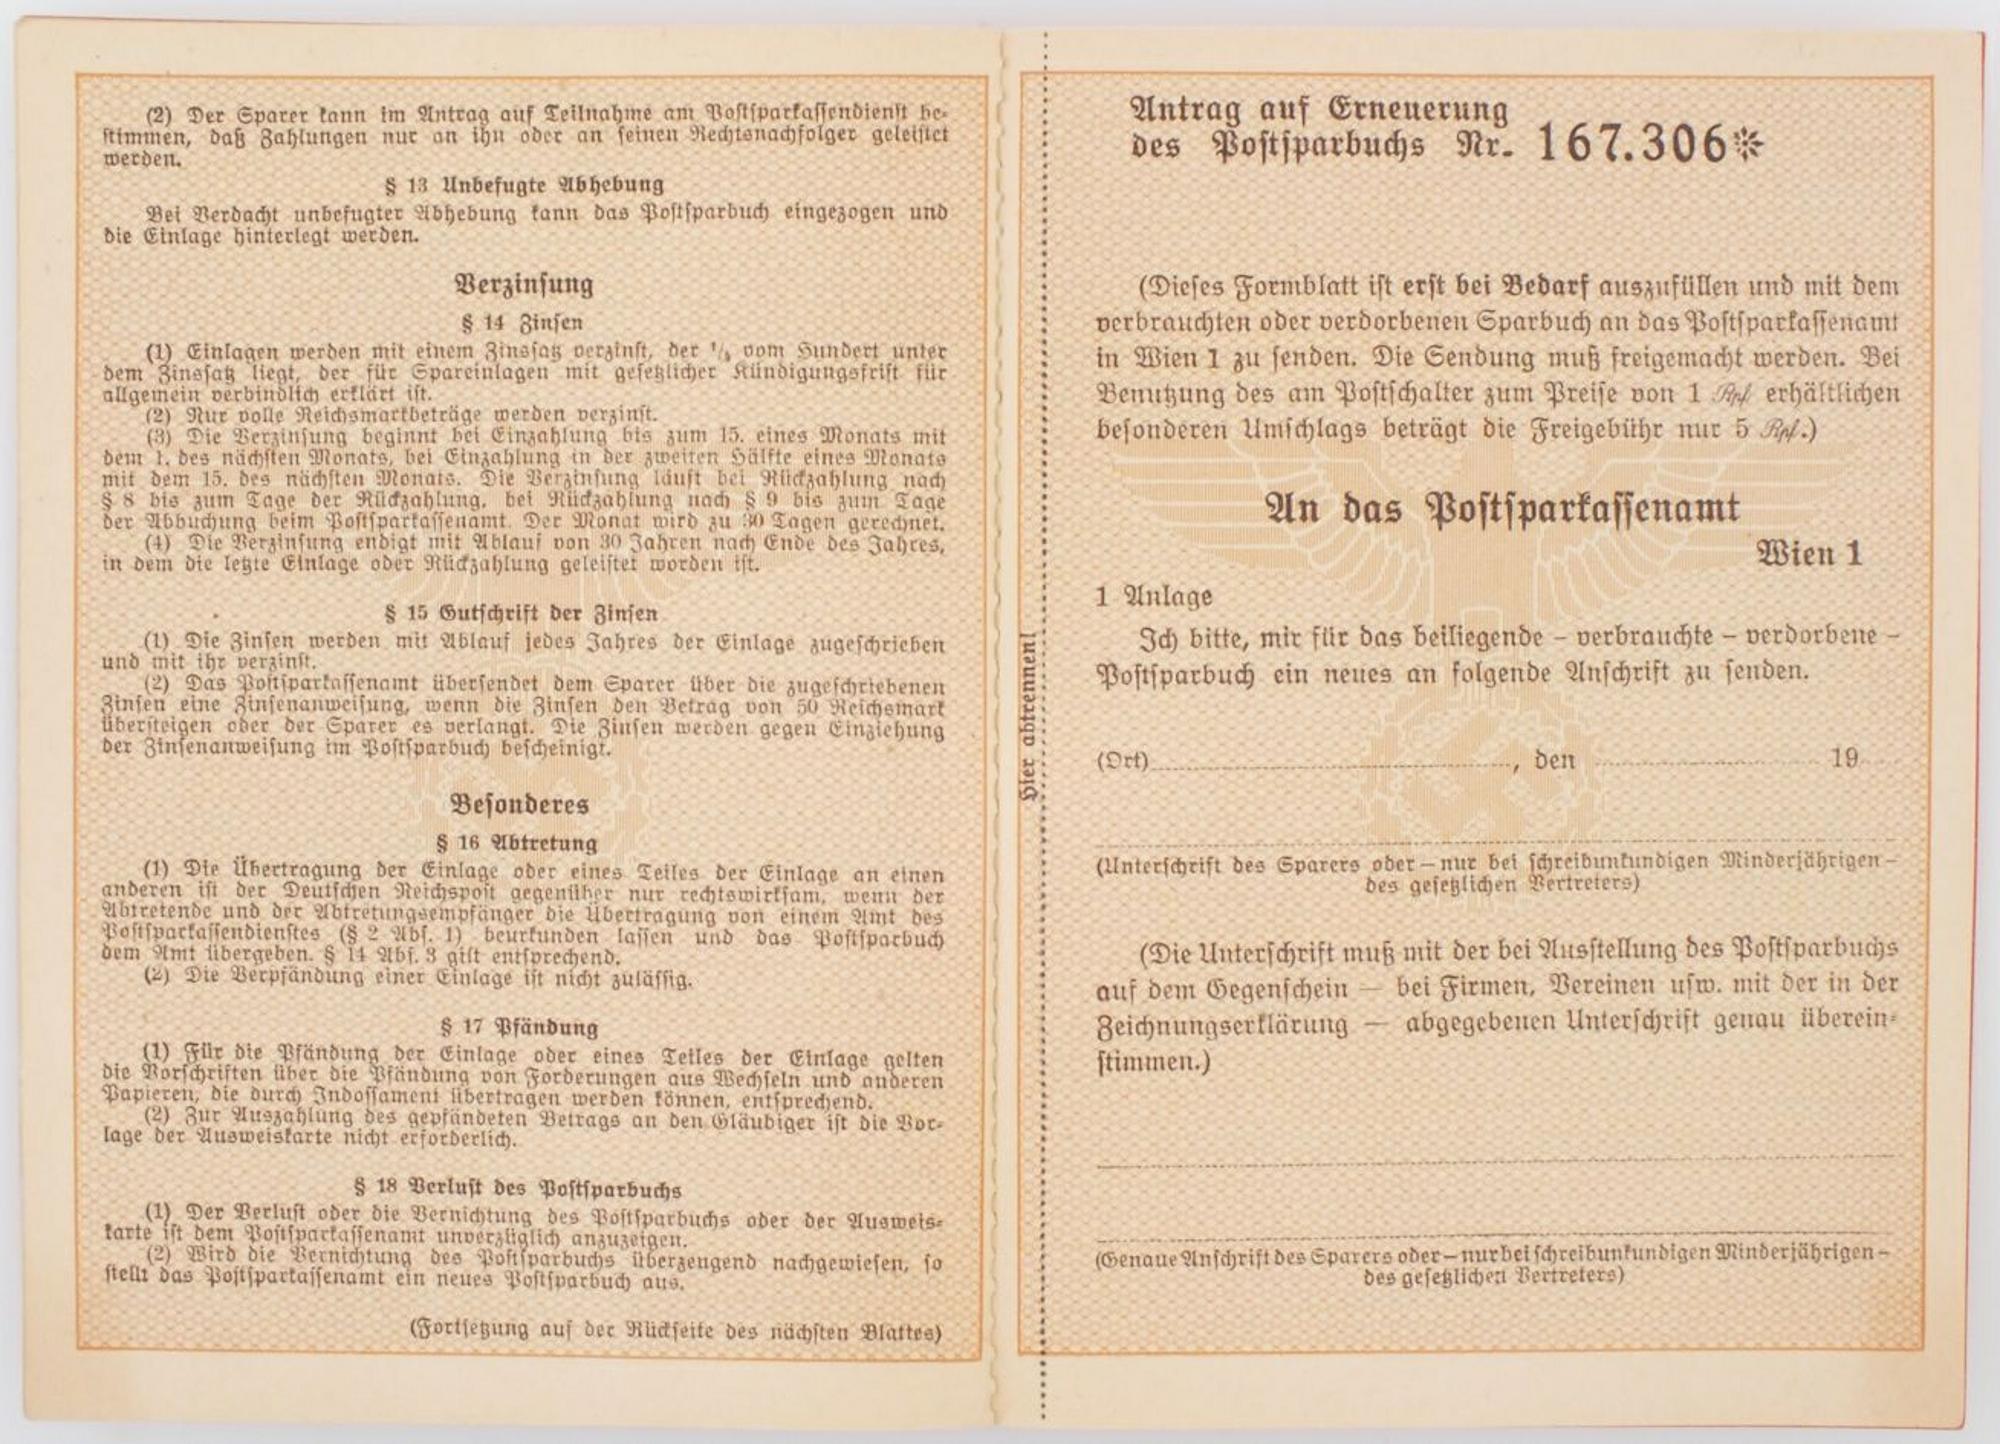 (2) Der Sparer kann im Antrag auf Teilnahme am Postsparkassendienst be-
stimmen, daß Zahlungen nur an ihn oder an seinen Rechtsnachfolger geleistet
werden.
§ 13 Unbefugte Abhebung
Bei Verdacht unbefugter Abhebung kann das Postsparbuch eingezogen und
die Einlage hinterlegt werden.
Verzinsung
§ 14 Zinsen
(1) Einlagen werden mit einem Zinssatz verzinst, der vom Hundert unter
dem Zinssatz liegt, der für Spareinlagen mit gesetzlicher Kündigungsfrist für
allgemein verbindlich erklärt ist.
(2) Nur volle Reichsmarkbeträge werden verzinst.
(3) Die Verzinsung beginnt bei Einzahlung bis zum 15. eines Monats mit
dem 1. des nächsten Monats, bei Einzahlung in der zweiten Hälfte eines Monats
mit dem 15. des nächsten Monats. Die Verzinsung läuft bei Rückzahlung nach
§ 8 bis zum Tage der Rückzahlung, bei Rückzahlung nach § 9 bis zum Tage
der Abbuchung beim Postsparkassenamt. Der Monat wird zu 30 Tagen gerechnet.
(4) Die Verzinsung endigt mit Ablauf von 30 Jahren nach Ende des Jahres,
in dem die letzte Einlage oder Rückzahlung geleistet worden ist.
§ 15 Gutschrift der Zinsen
(1) Die Zinsen werden mit Ablauf jedes Jahres der Einlage zugeschrieben
und mit ihr verzinst.
(2) Das Postsparkassenamt übersendet dem Sparer über die zugeschriebenen
Zinsen eine Zinsenanweisung, wenn die Zinsen den Betrag von 50 Reichsmark
übersteigen oder der Sparer es verlangt. Die Zinsen werden gegen Einziehung
der Zinsenanweisung im Postsparbuch bescheinigt.
Besonderes
§ 16 Abtretung
(1) Die Übertragung der Einlage oder eines Teiles der Einlage an einen
anderen ist der Deutschen Reichspost gegenüber nur rechtswirksam, wenn der
Abtretende und der Abtretungsempfänger die Übertragung von einem Amt des
Postsparkassendienstes (§ 2 Abs. 1) beurkunden lassen und das Postsparbuch
dem Amt übergeben. § 14 Abs. 3 gilt entsprechend.
(2) Die Verpfändung einer Einlage ist nicht zulässig.
§ 17 Pfändung
(1) Für die Pfändung der Einlage oder eines Teiles der Einlage gelten
die Vorschriften über die Pfändung von Forderungen aus Wechseln und anderen
Papieren, die durch Indossament übertragen werden können, entsprechend.
(2) Zur Auszahlung des gepfändeten Betrags an den Gläubiger ist die Vor-
lage der Ausweiskarte nicht erforderlich.
§ 18 Verlust des Postsparbuchs
(1) Der Verlust oder die Vernichtung des Postsparbuchs oder der Ausweis-
karte ist dem Postsparkassenamt unverzüglich anzuzeigen.
(2) Wird die Vernichtung des Postsparbuchs überzeugend nachgewiesen, so
stellt das Postsparkassenamt ein neues Postsparbuch aus.
(Fortsetzung auf der Rückseite des nächsten Blattes)
Hier abtrennen!
Antrag auf Erneuerung
des Postsparbuchs Nr. 167.306*
(Dieses Formblatt ist erst bei Bedarf auszufüllen und mit dem
verbrauchten oder verdorbenen Sparbuch an das Postsparkassenamt
in Wien 1 zu senden. Die Sendung muß freigemacht werden. Bei
Benutzung des am Postschalter zum Preise von 1 Rpf erhältlichen
besonderen Umschlags beträgt die Freigebühr nur 5 Rpf.)
An das Postsparkassenamt
Wien 1
1 Anlage
Ich bitte, mir für das beiliegende – verbrauchte – verdorbene –
Postsparbuch ein neues an folgende Anschrift zu senden.
(Ort) , den 19
(Unterschrift des Sparers oder – nur bei schreibunkundigen Minderjährigen –
des gesetzlichen Vertreters)
(Die Unterschrift muß mit der bei Ausstellung des Postsparbuchs
auf dem Gegenschein — bei Firmen, Vereinen usw. mit der in der
Zeichnungserklärung — abgegebenen Unterschrift genau überein-
stimmen.)
(Genaue Anschrift des Sparers oder – nur bei schreibunkundigen Minderjährigen –
des gesetzlichen Vertreters)